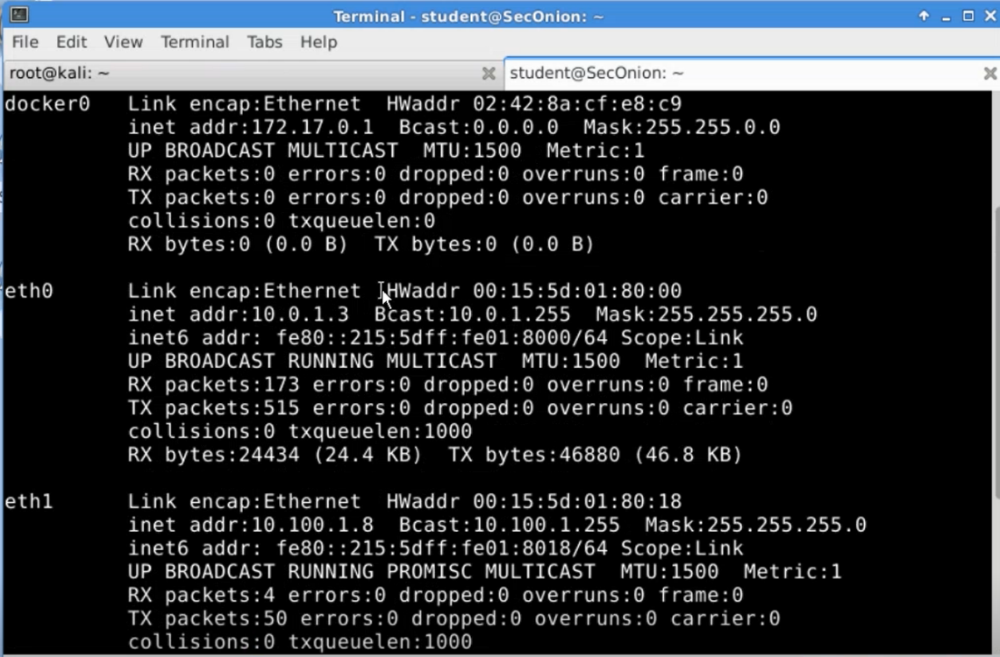 Terminal - student@SecOnion: ~
File Edit View Terminal Tabs Help
root@kali: ~
student@SecOnion: ~
docker0 Link encap:Ethernet HWaddr 02:42:8a:cf:e8:c9
inet addr:172.17.0.1 Bcast:0.0.0.0 Mask:255.255.0.0
UP BROADCAST MULTICAST MTU:1500 Metric:1
RX packets:0 errors:0 dropped:0 overruns:0 frame:0
TX packets:0 errors:0 dropped:0 overruns:0 carrier:0
collisions:0 txqueuelen:0
RX bytes:0 (0.0 B) TX bytes:0 (0.0 B)
eth0 Link encap:Ethernet HWaddr 00:15:5d:01:80:00
inet addr:10.0.1.3 Bcast:10.0.1.255 Mask:255.255.255.0
inet6 addr: fe80::215:5dff:fe01:8000/64 Scope:Link
UP BROADCAST RUNNING MULTICAST MTU:1500 Metric:1
RX packets:173 errors:0 dropped:0 overruns:0 frame:0
TX packets:515 errors:0 dropped:0 overruns:0 carrier:0
collisions:0 txqueuelen:1000
RX bytes:24434 (24.4 KB) TX bytes:46880 (46.8 KB)
eth1 Link encap:Ethernet HWaddr 00:15:5d:01:80:18
inet addr:10.100.1.8 Bcast:10.100.1.255 Mask:255.255.255.0
inet6 addr: fe80::215:5dff:fe01:8018/64 Scope:Link
UP BROADCAST RUNNING PROMISC MULTICAST MTU:1500 Metric:1
RX packets:4 errors:0 dropped:0 overruns:0 frame:0
TX packets:50 errors:0 dropped:0 overruns:0 carrier:0
collisions:0 txqueuelen:1000